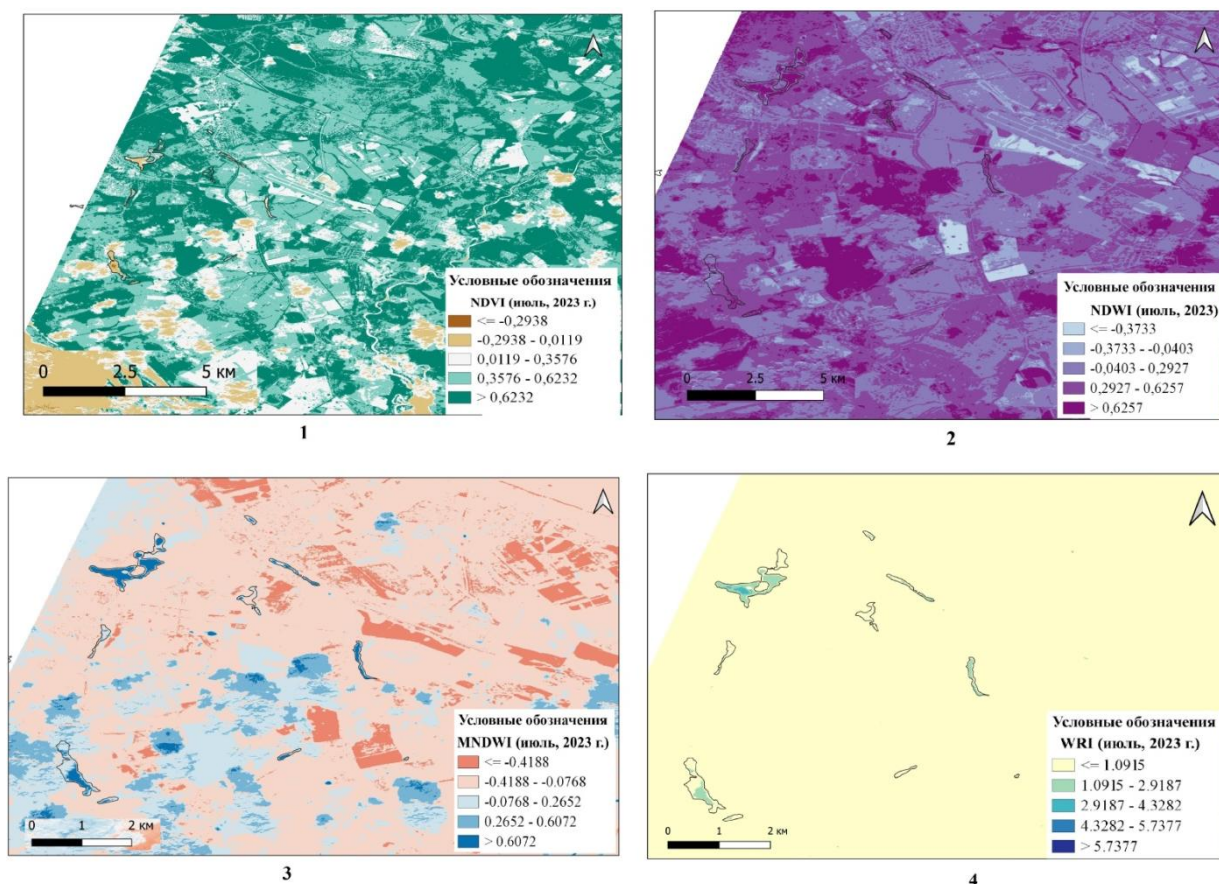 Условные обозначения
NDVI (июль, 2023 г.)
<= -0,2938
-0,2938 - 0,0119
0,0119 - 0,3576
0,3576 - 0,6232
> 0,6232
0 2.5 5 км
1
Условные обозначения
NDWI (июль, 2023)
<= -0,3733
-0,3733 - -0,0403
-0,0403 - 0,2927
0,2927 - 0,6257
> 0,6257
0 2.5 5 км
2
Условные обозначения
MNDWI (июль, 2023 г.)
<= -0.4188
-0.4188 - -0.0768
-0.0768 - 0.2652
0.2652 - 0.6072
> 0.6072
0 1 2 км
3
Условные обозначения
WRI (июль, 2023 г.)
<= 1.0915
1.0915 - 2.9187
2.9187 - 4.3282
4.3282 - 5.7377
> 5.7377
0 1 2 км
4